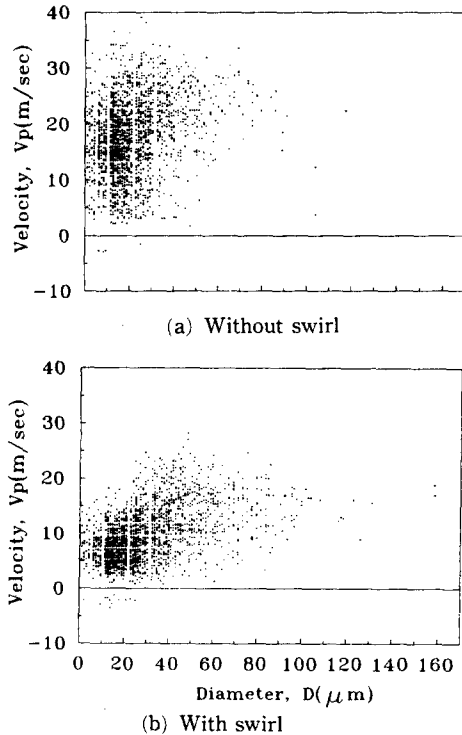 40
30
20
10
0
-10
Velocity, Vp(m/sec)
(a) Without swirl
40
30
20
10
0
-10
Velocity, Vp(m/sec)
0 20 40 60 80 100 120 140 160
Diameter, D(μm)
(b) With swirl